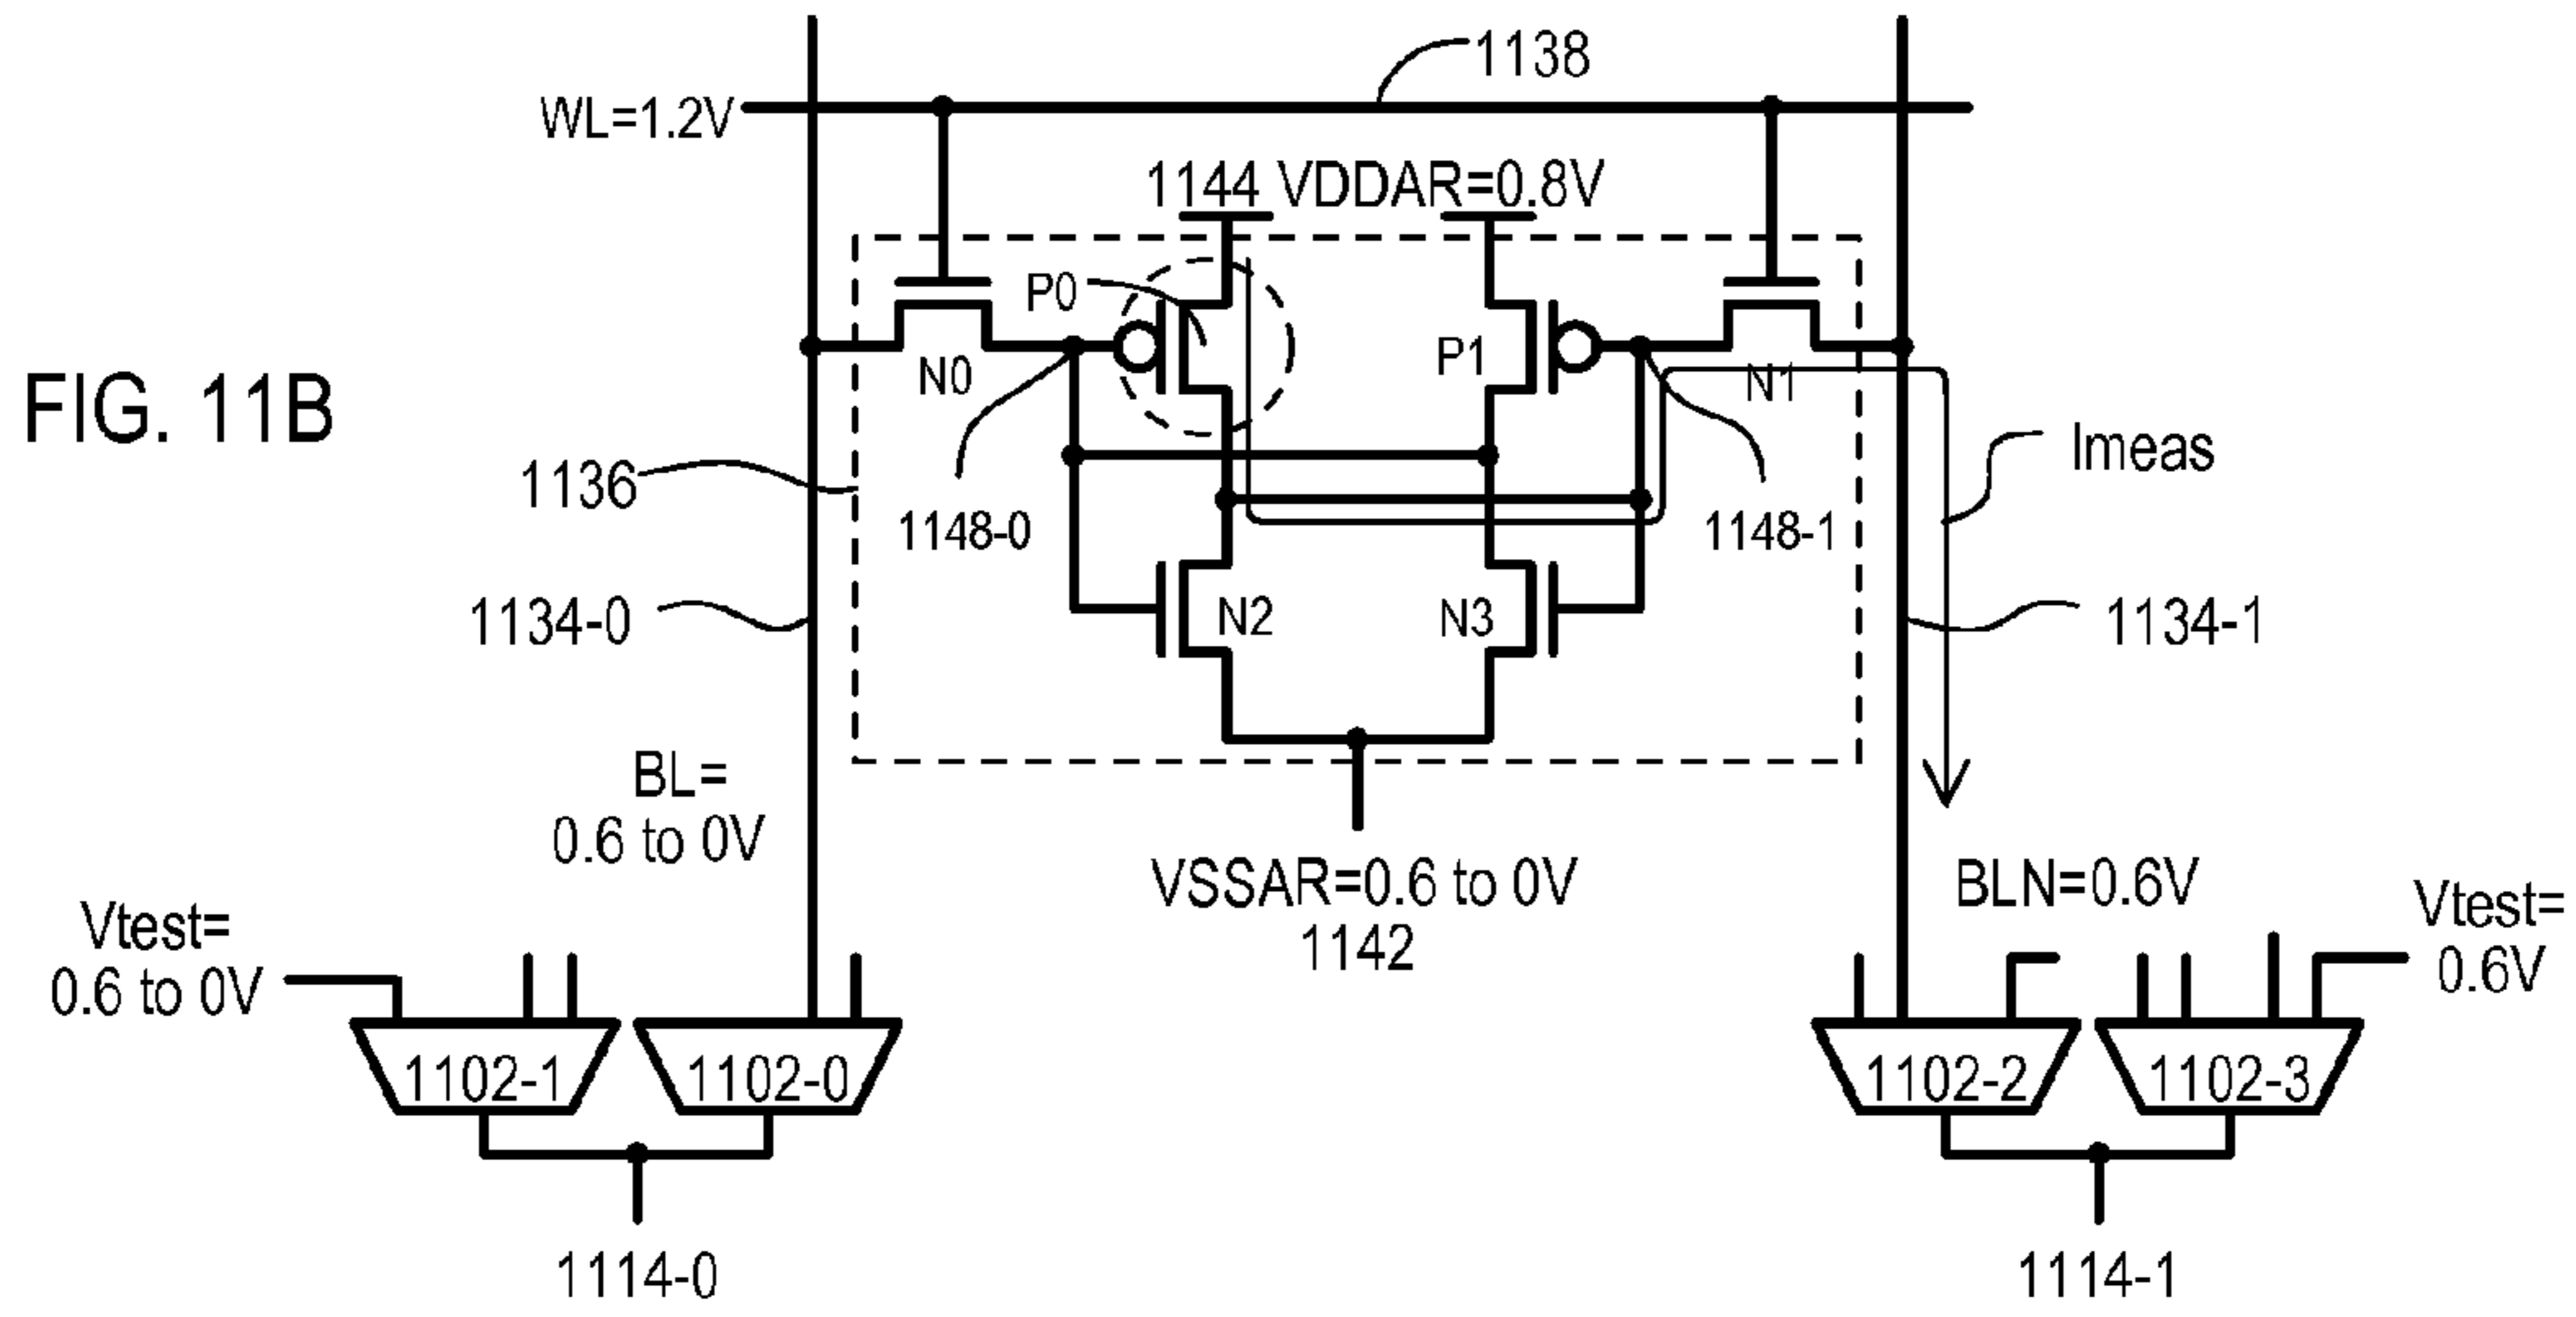 1138
WL=1.2V
1144 VDDAR=0.8V
P0
P1
N0
N1
FIG. 11B
Imeas
1136
1148-0
1148-1
1134-0
N2
N3
1134-1
BL=
0.6 to 0V
VSSAR=0.6 to 0V
1142
BLN=0.6V
Vtest=
0.6 to 0V
Vtest=
0.6V
1102-1
1102-0
1102-2
1102-3
1114-0
1114-1